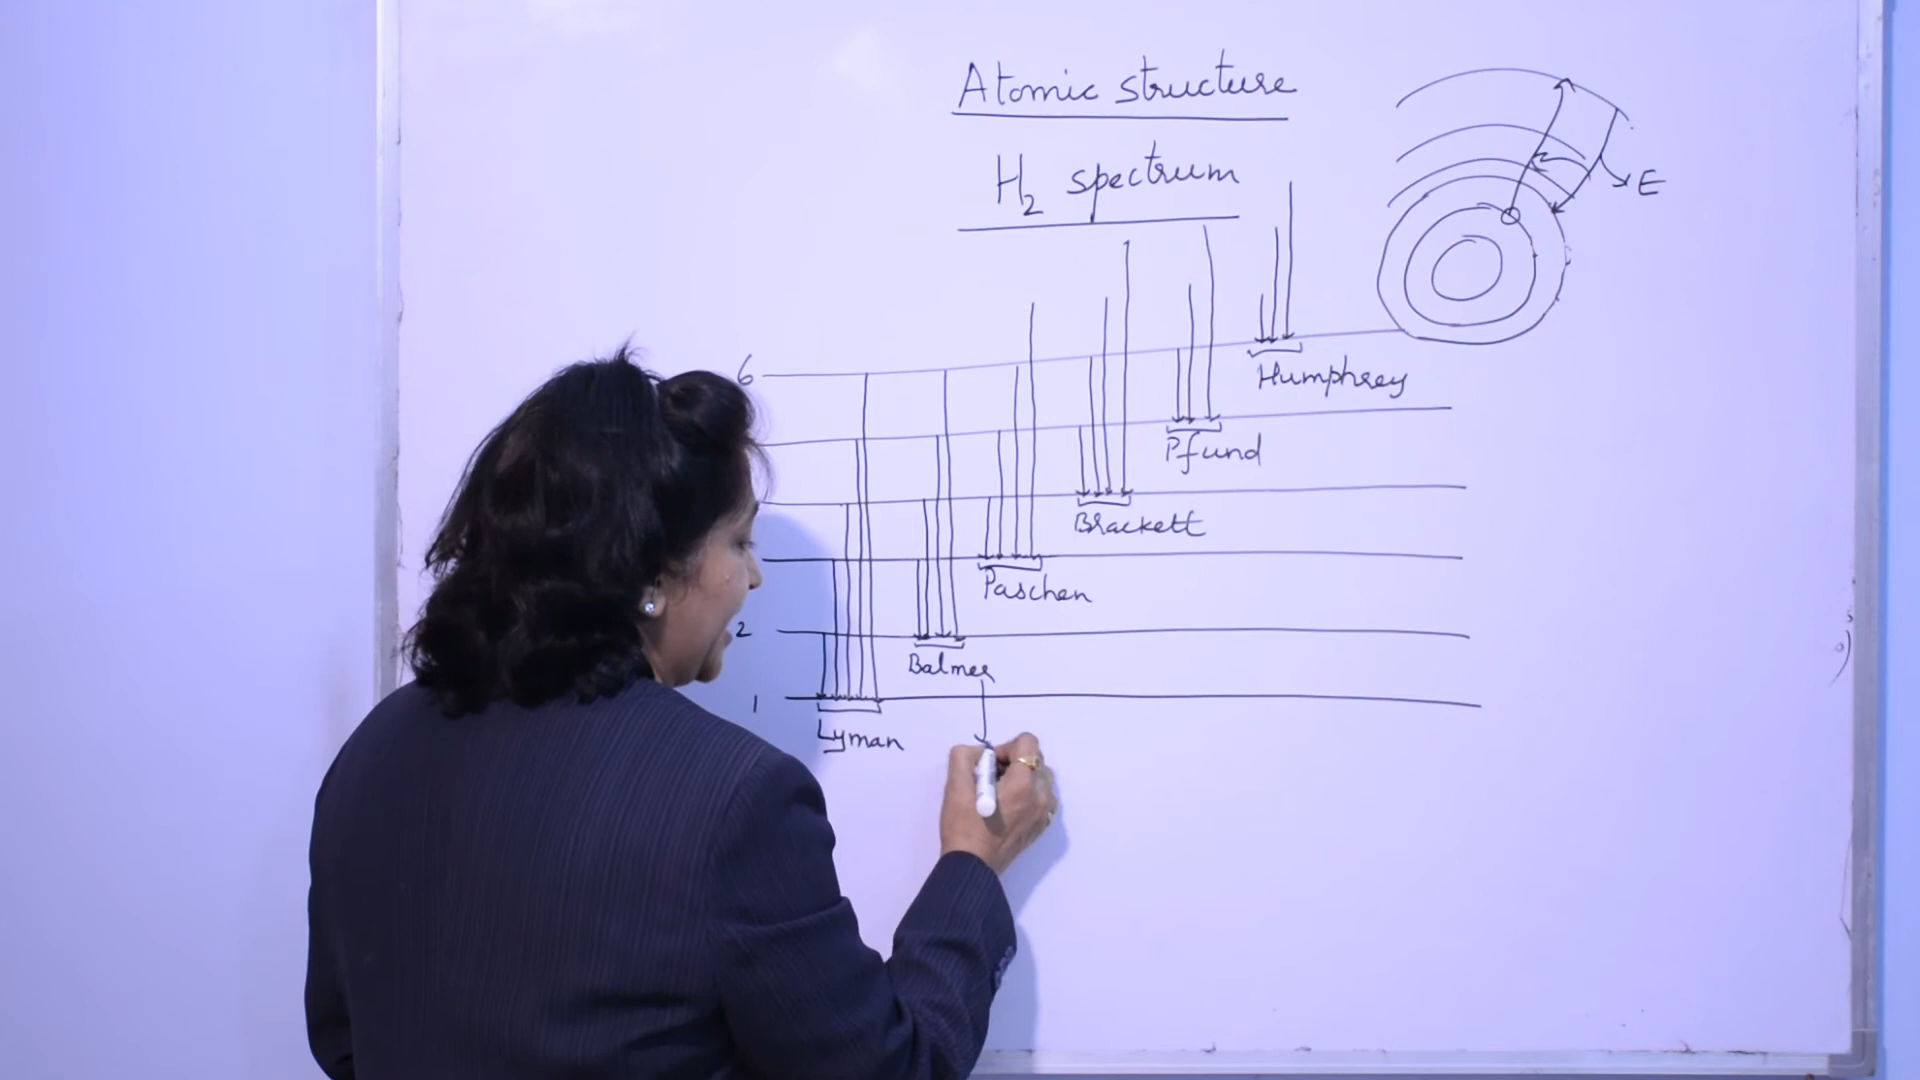 Atomic structure
H2 spectrum
E
6
Humphrey
Pfund
Brackett
Paschen
2
Balmer
1
Lyman